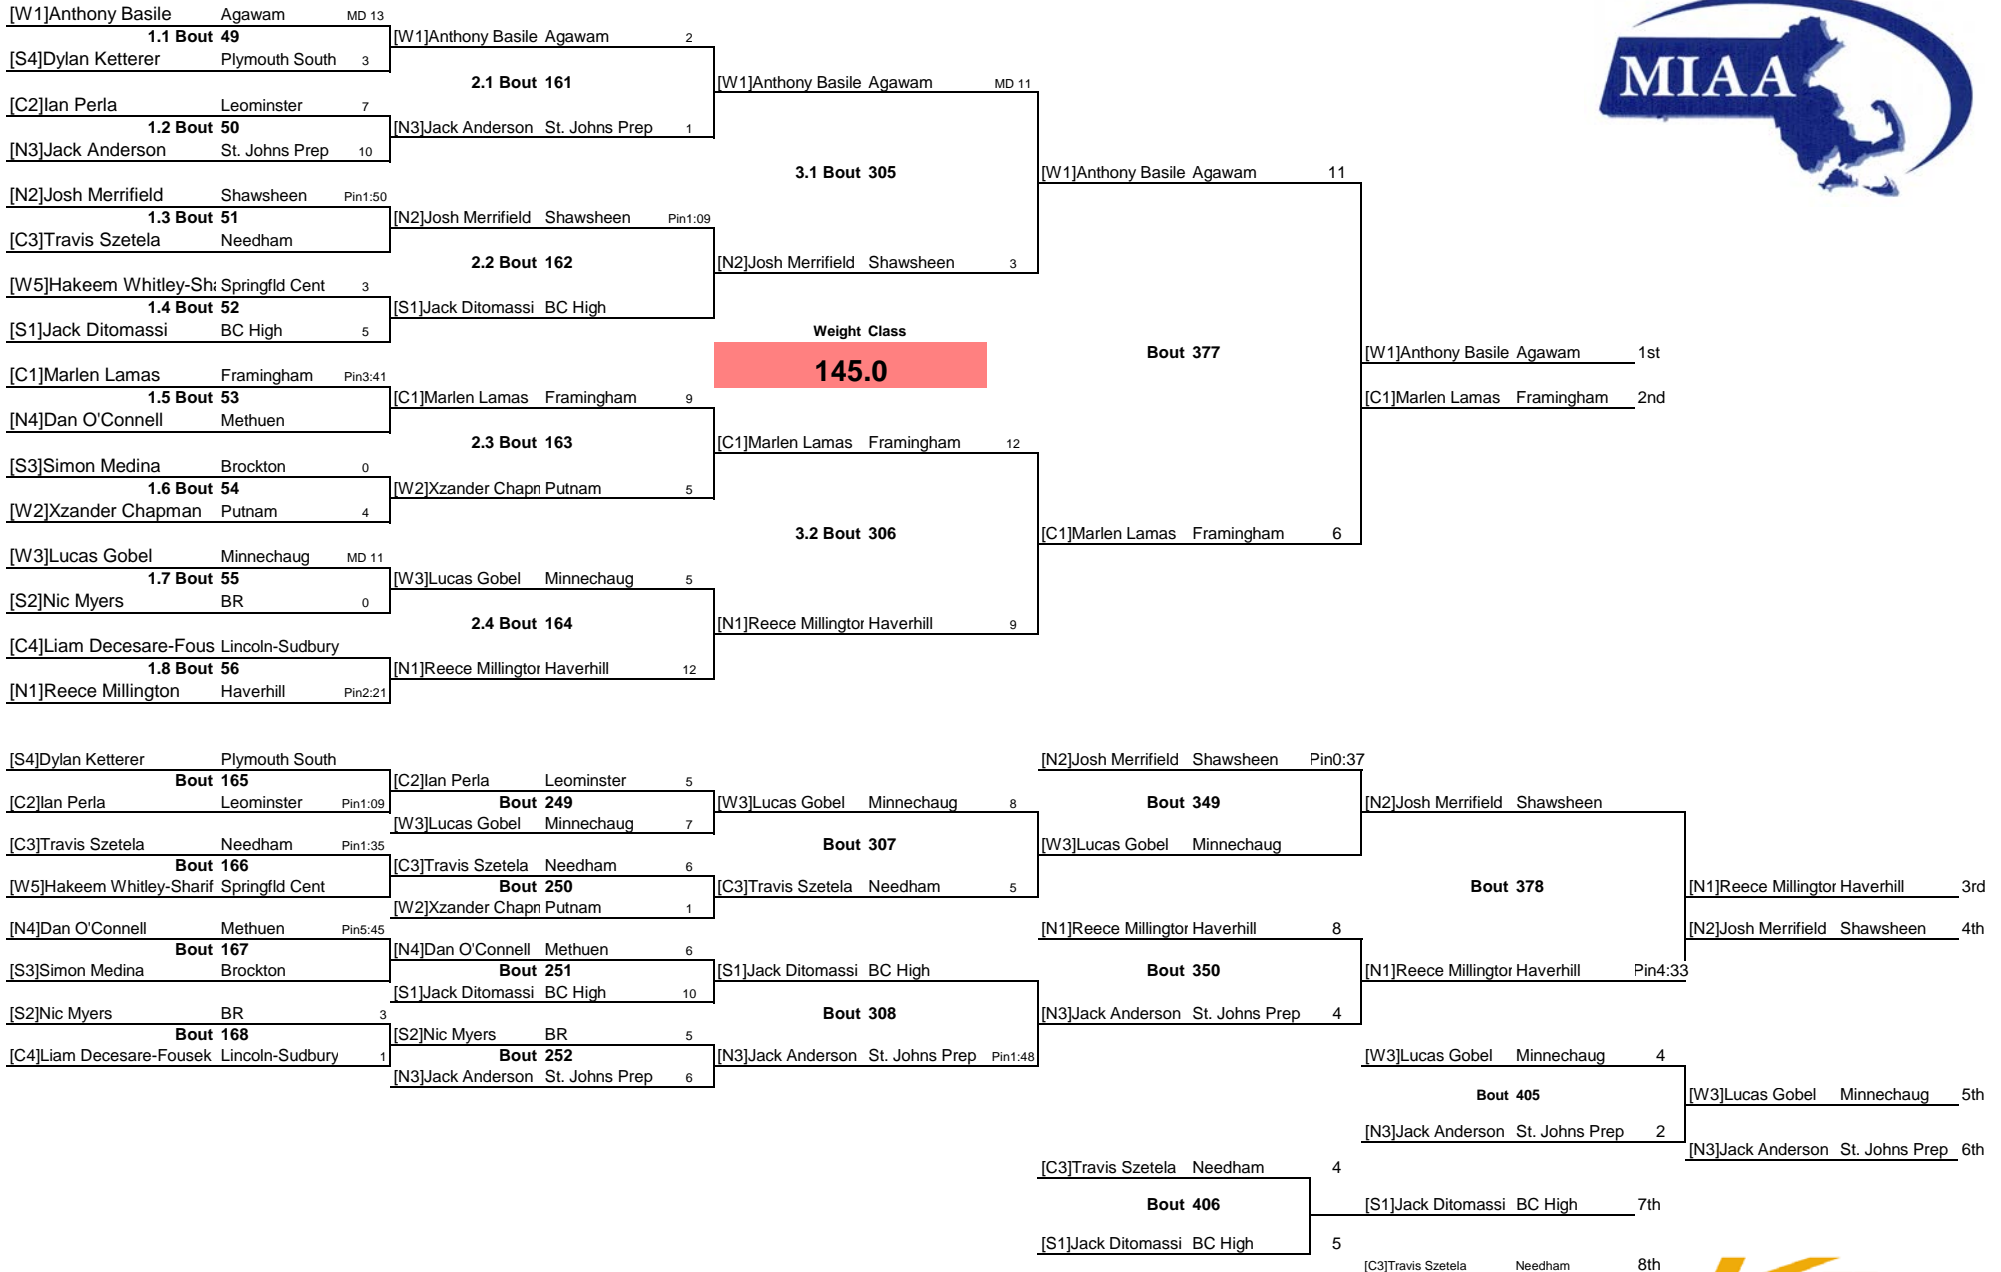 [W1]Anthony Basile Agawam MD 13
1.1 Bout 49
[S4]Dylan Ketterer Plymouth South 3
[C2]Ian Perla Leominster 7
1.2 Bout 50
[N3]Jack Anderson St. Johns Prep 10
[N2]Josh Merrifield Shawsheen Pin1:50
1.3 Bout 51
[C3]Travis Szetela Needham
[W5]Hakeem Whitley-Sha Springfld Cent 3
1.4 Bout 52
[S1]Jack Ditomassi BC High 5
[C1]Marlen Lamas Framingham Pin3:41
1.5 Bout 53
[N4]Dan O'Connell Methuen
[S3]Simon Medina Brockton 0
1.6 Bout 54
[W2]Xzander Chapman Putnam 4
[W3]Lucas Gobel Minnechaug MD 11
1.7 Bout 55
[S2]Nic Myers BR 0
[C4]Liam Decesare-Fous Lincoln-Sudbury
1.8 Bout 56
[N1]Reece Millington Haverhill Pin2:21
[W1]Anthony Basile Agawam 2
2.1 Bout 161
[N3]Jack Anderson St. Johns Prep 1
[N2]Josh Merrifield Shawsheen Pin1:09
2.2 Bout 162
[S1]Jack Ditomassi BC High
[C1]Marlen Lamas Framingham 9
2.3 Bout 163
[W2]Xzander Chapn Putnam 5
[W3]Lucas Gobel Minnechaug 5
2.4 Bout 164
[N1]Reece Millingtor Haverhill 12
[W1]Anthony Basile Agawam MD 11
3.1 Bout 305
[N2]Josh Merrifield Shawsheen 3
Weight Class
145.0
[C1]Marlen Lamas Framingham 12
3.2 Bout 306
[N1]Reece Millingtor Haverhill 9
[W1]Anthony Basile Agawam 11
Bout 377
[C1]Marlen Lamas Framingham 6
[W1]Anthony Basile Agawam 1st
[C1]Marlen Lamas Framingham 2nd
MIAA
[S4]Dylan Ketterer Plymouth South
Bout 165
[C2]Ian Perla Leominster Pin1:09
[C3]Travis Szetela Needham Pin1:35
Bout 166
[W5]Hakeem Whitley-Sharif Springfld Cent
[N4]Dan O'Connell Methuen Pin5:45
Bout 167
[S3]Simon Medina Brockton
[S2]Nic Myers BR 3
Bout 168
[C4]Liam Decesare-Fousek Lincoln-Sudbury 1
[C2]Ian Perla Leominster 5
Bout 249
[W3]Lucas Gobel Minnechaug 7
[C3]Travis Szetela Needham 6
Bout 250
[W2]Xzander Chapn Putnam 1
[N4]Dan O'Connell Methuen 6
Bout 251
[S1]Jack Ditomassi BC High 10
[S2]Nic Myers BR 5
Bout 252
[N3]Jack Anderson St. Johns Prep 6
[W3]Lucas Gobel Minnechaug 8
Bout 307
[C3]Travis Szetela Needham 5
[S1]Jack Ditomassi BC High
Bout 308
[N3]Jack Anderson St. Johns Prep Pin1:48
[N2]Josh Merrifield Shawsheen Pin0:37
Bout 349
[W3]Lucas Gobel Minnechaug
[N1]Reece Millingtor Haverhill 8
Bout 350
[N3]Jack Anderson St. Johns Prep 4
[N2]Josh Merrifield Shawsheen
Bout 378
[N1]Reece Millingtor Haverhill Pin4:33
[N1]Reece Millingtor Haverhill 3rd
[N2]Josh Merrifield Shawsheen 4th
[W3]Lucas Gobel Minnechaug 4
Bout 405
[N3]Jack Anderson St. Johns Prep 2
[W3]Lucas Gobel Minnechaug 5th
[N3]Jack Anderson St. Johns Prep 6th
[C3]Travis Szetela Needham 4
Bout 406
[S1]Jack Ditomassi BC High 5
[S1]Jack Ditomassi BC High 7th
[C3]Travis Szetela Needham 8th